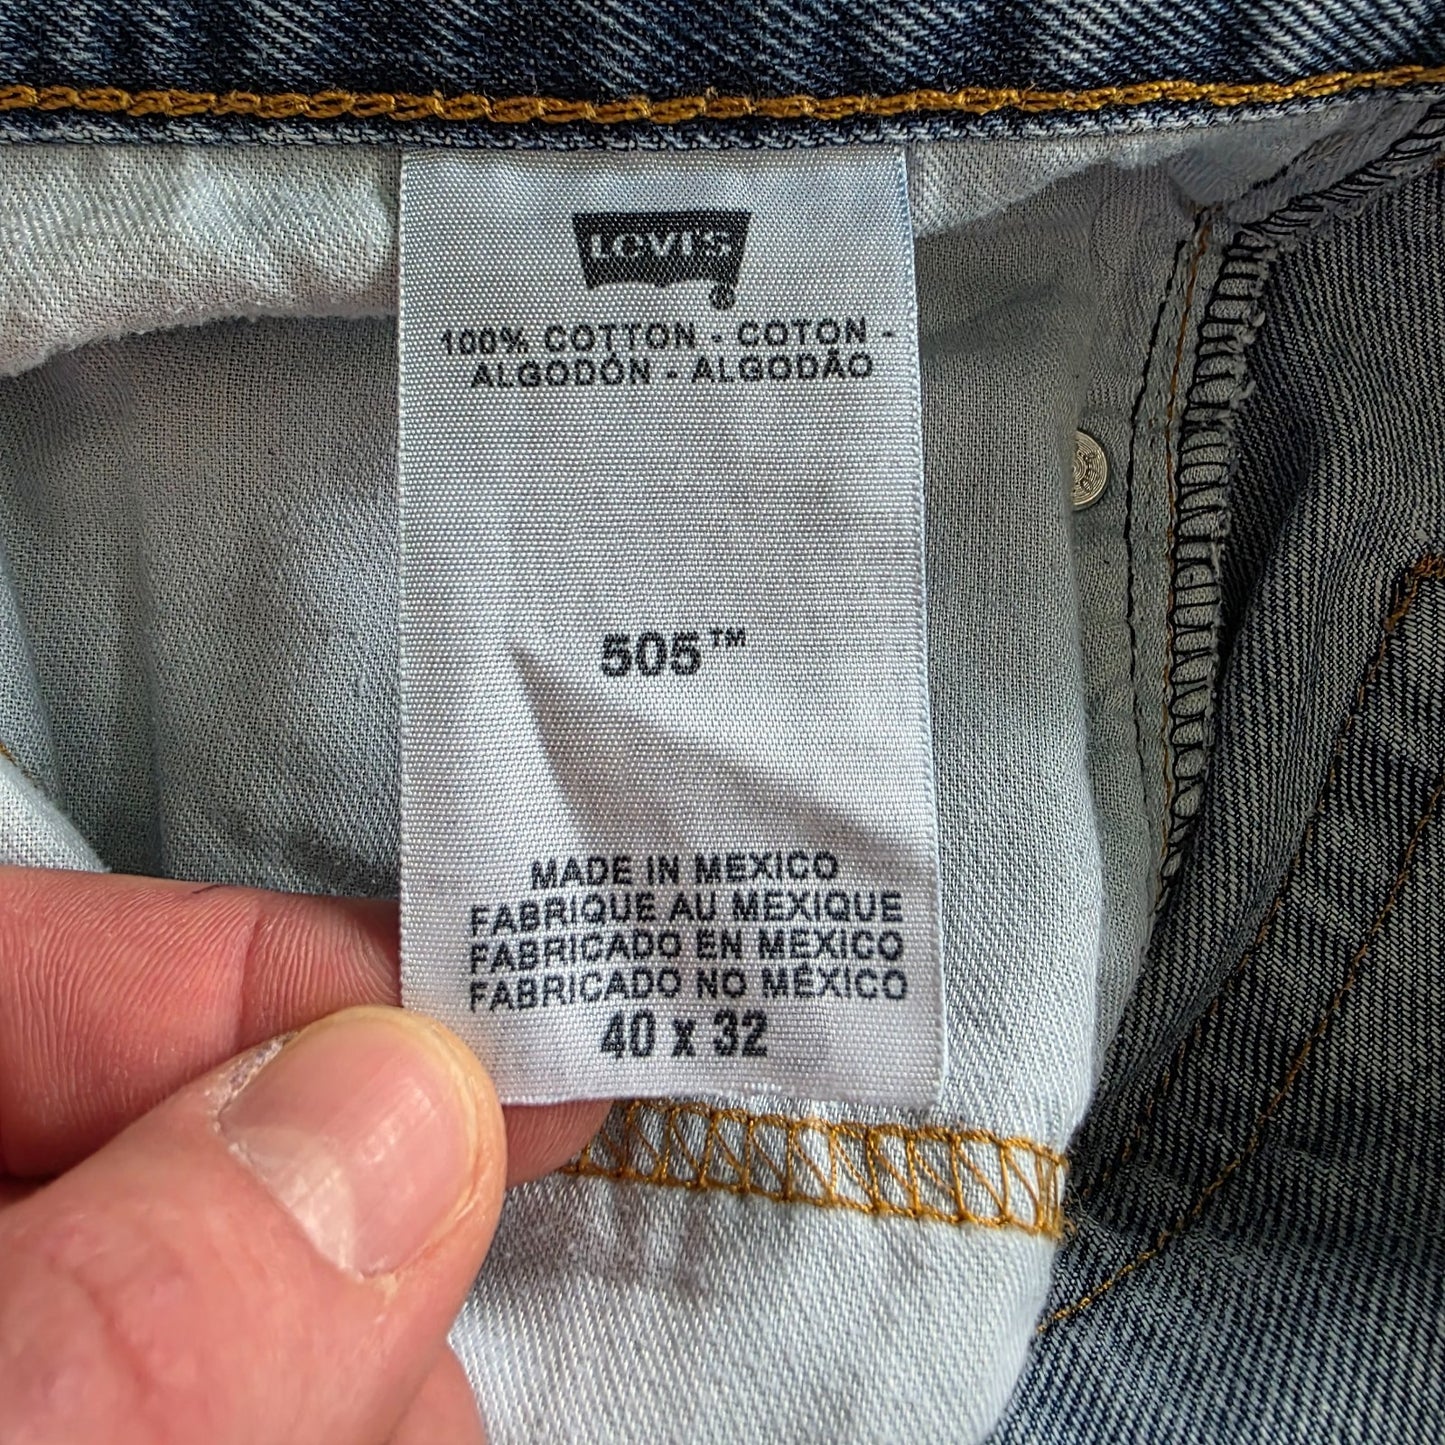 LEVI'S
®
100% COTTON - COTON -
ALGODÓN - ALGODÃO
505™
MADE IN MEXICO
FABRIQUE AU MEXIQUE
FABRICADO EN MEXICO
FABRICADO NO MÉXICO
40 x 32